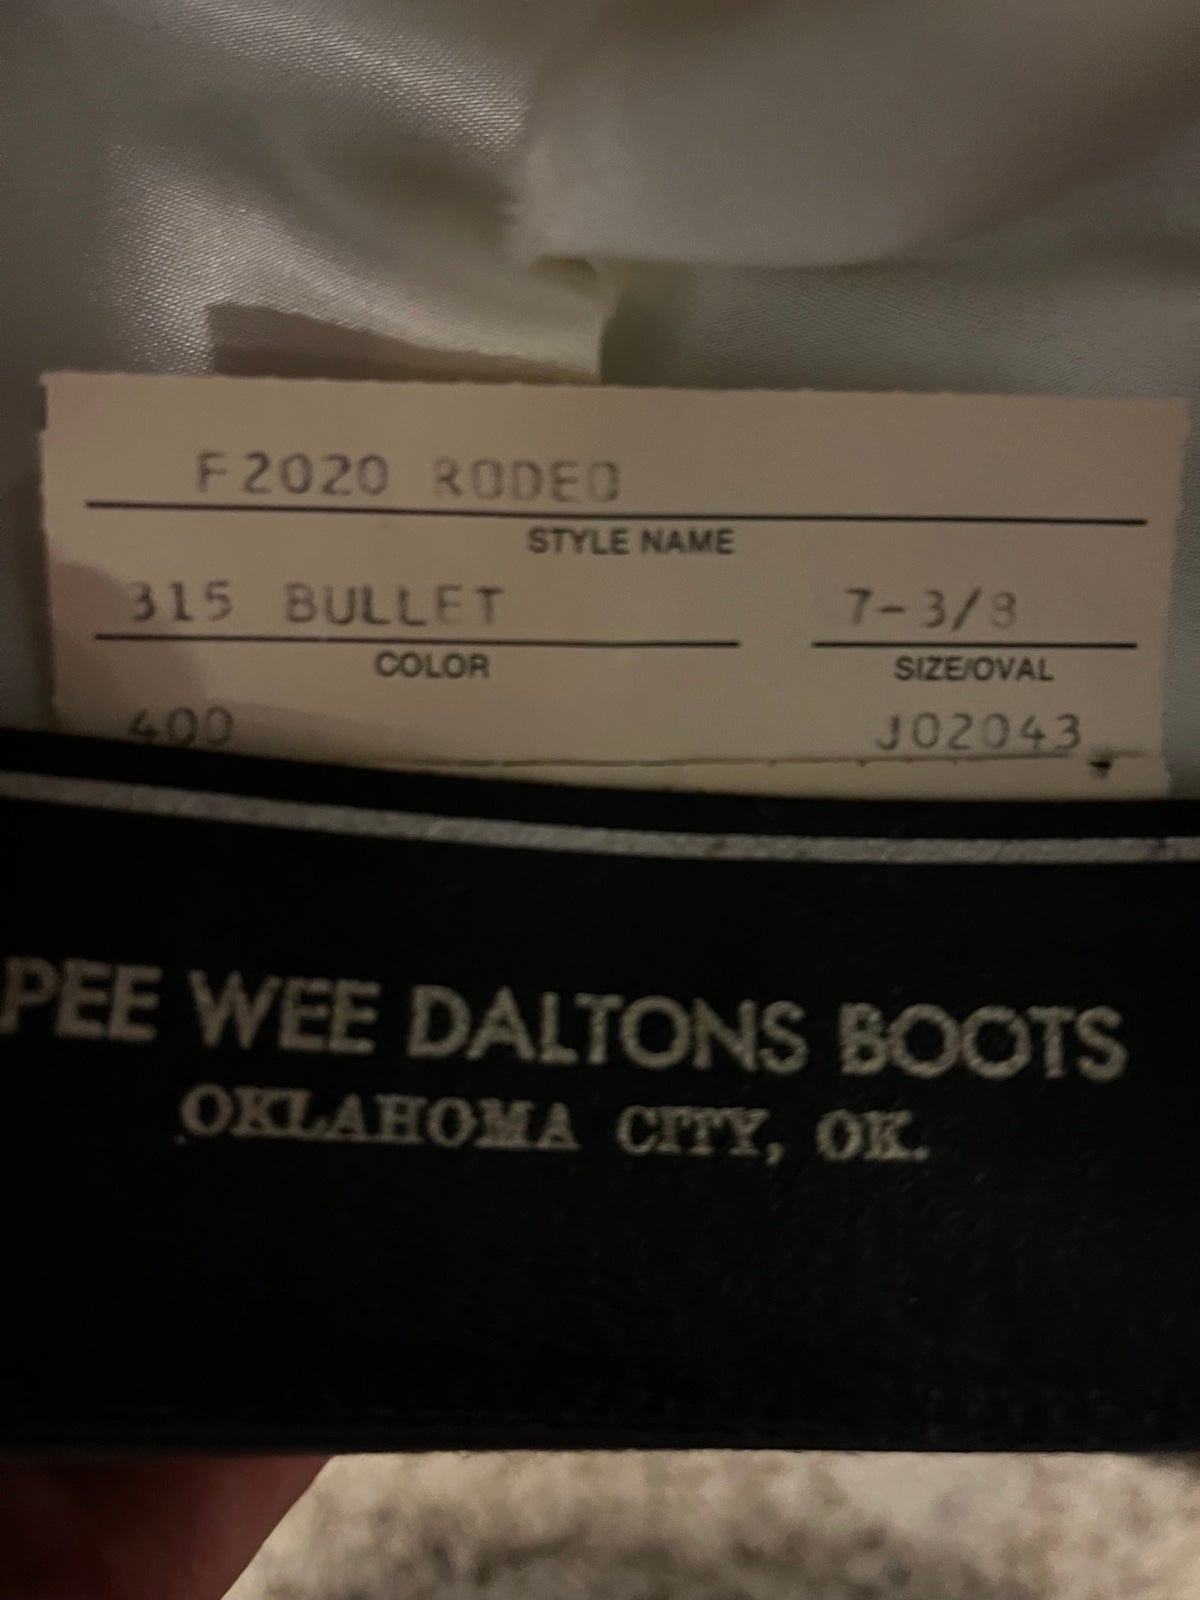 F2020 RODEO
STYLE NAME
315 BULLET 7-3/8
COLOR SIZE/OVAL
400 J02043
PEE WEE DALTONS BOOTS
OKLAHOMA CITY, OK.